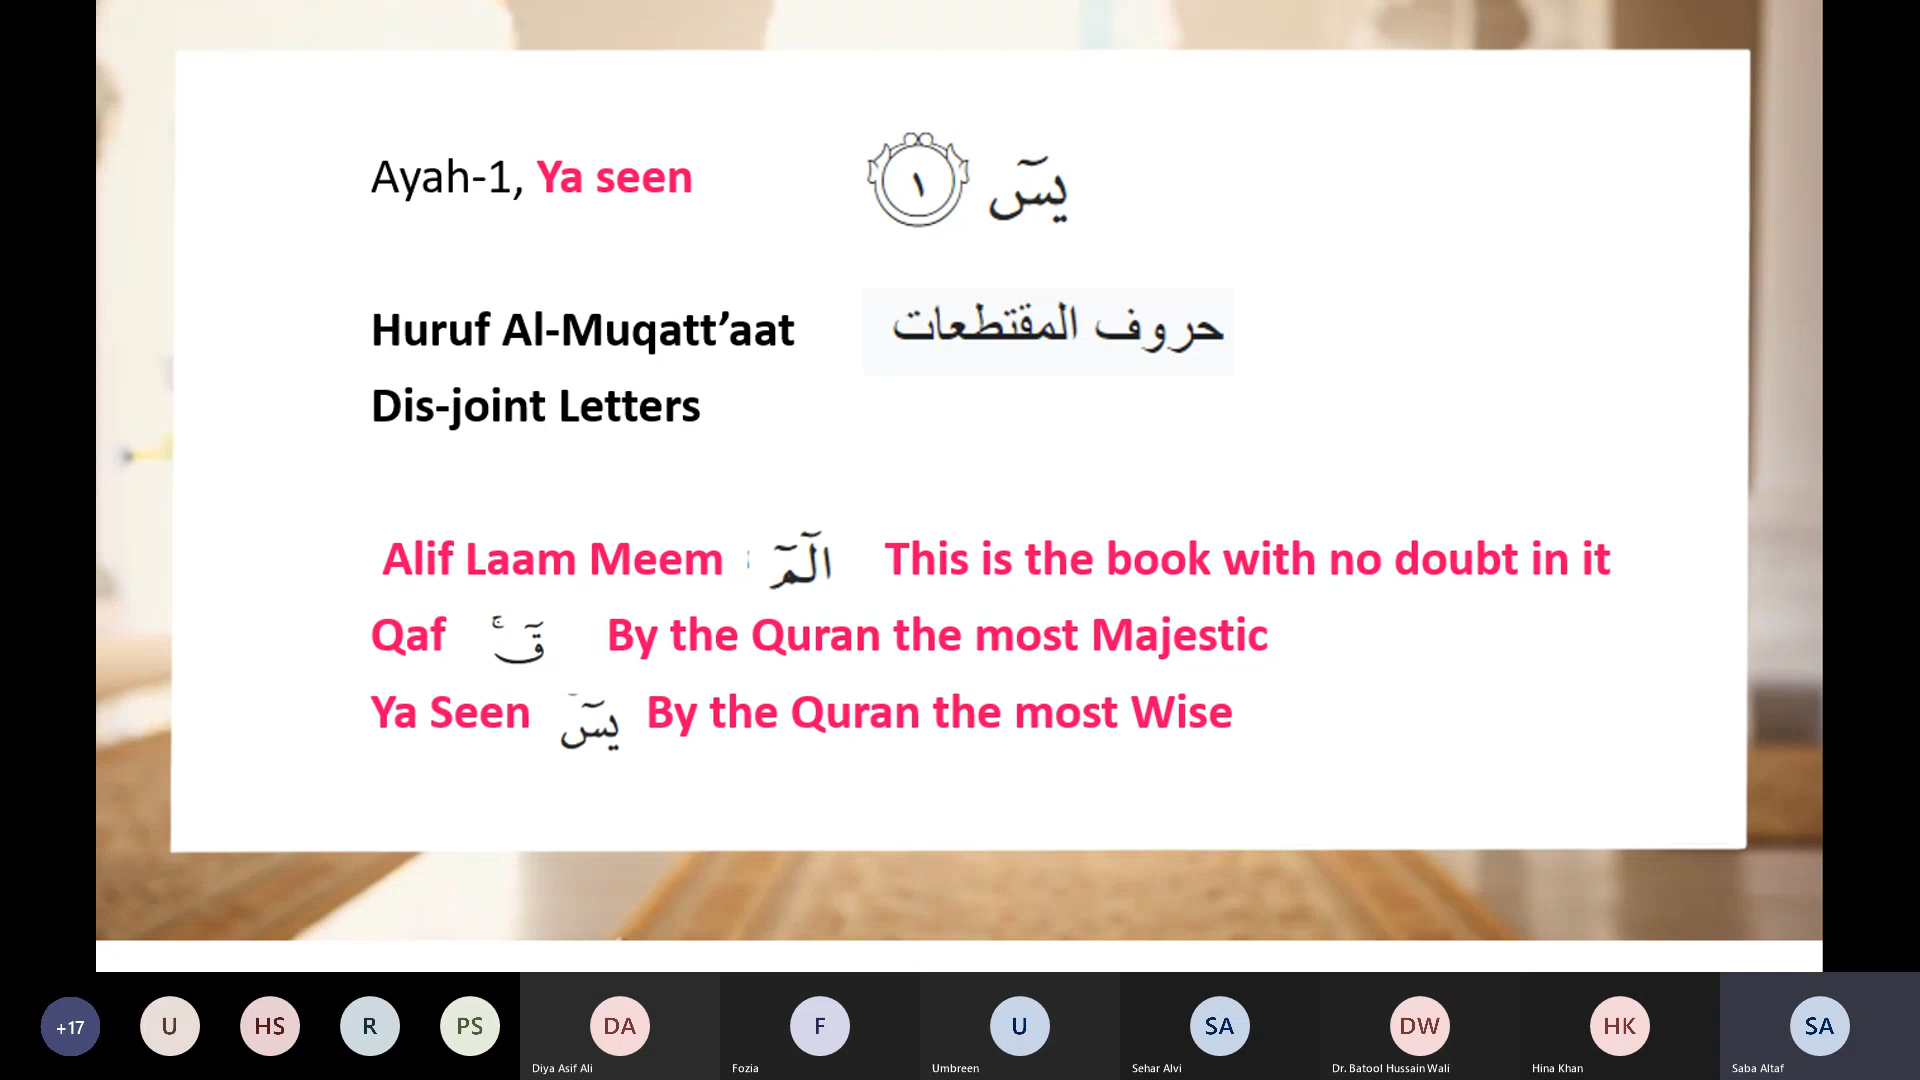 Ayah-1, Ya seen يسٓ ١
Huruf Al-Muqatt’aat حروف المقتطعات
Dis-joint Letters
Alif Laam Meem الٓمٓ This is the book with no doubt in it
Qaf قٓ ۚ By the Quran the most Majestic
Ya Seen يسٓ By the Quran the most Wise
+17 U HS R PS DA F U SA DW HK SA
Diya Asif Ali Fozia Umbreen Sehar Alvi Dr. Batool Hussain Wali Hina Khan Saba Altaf